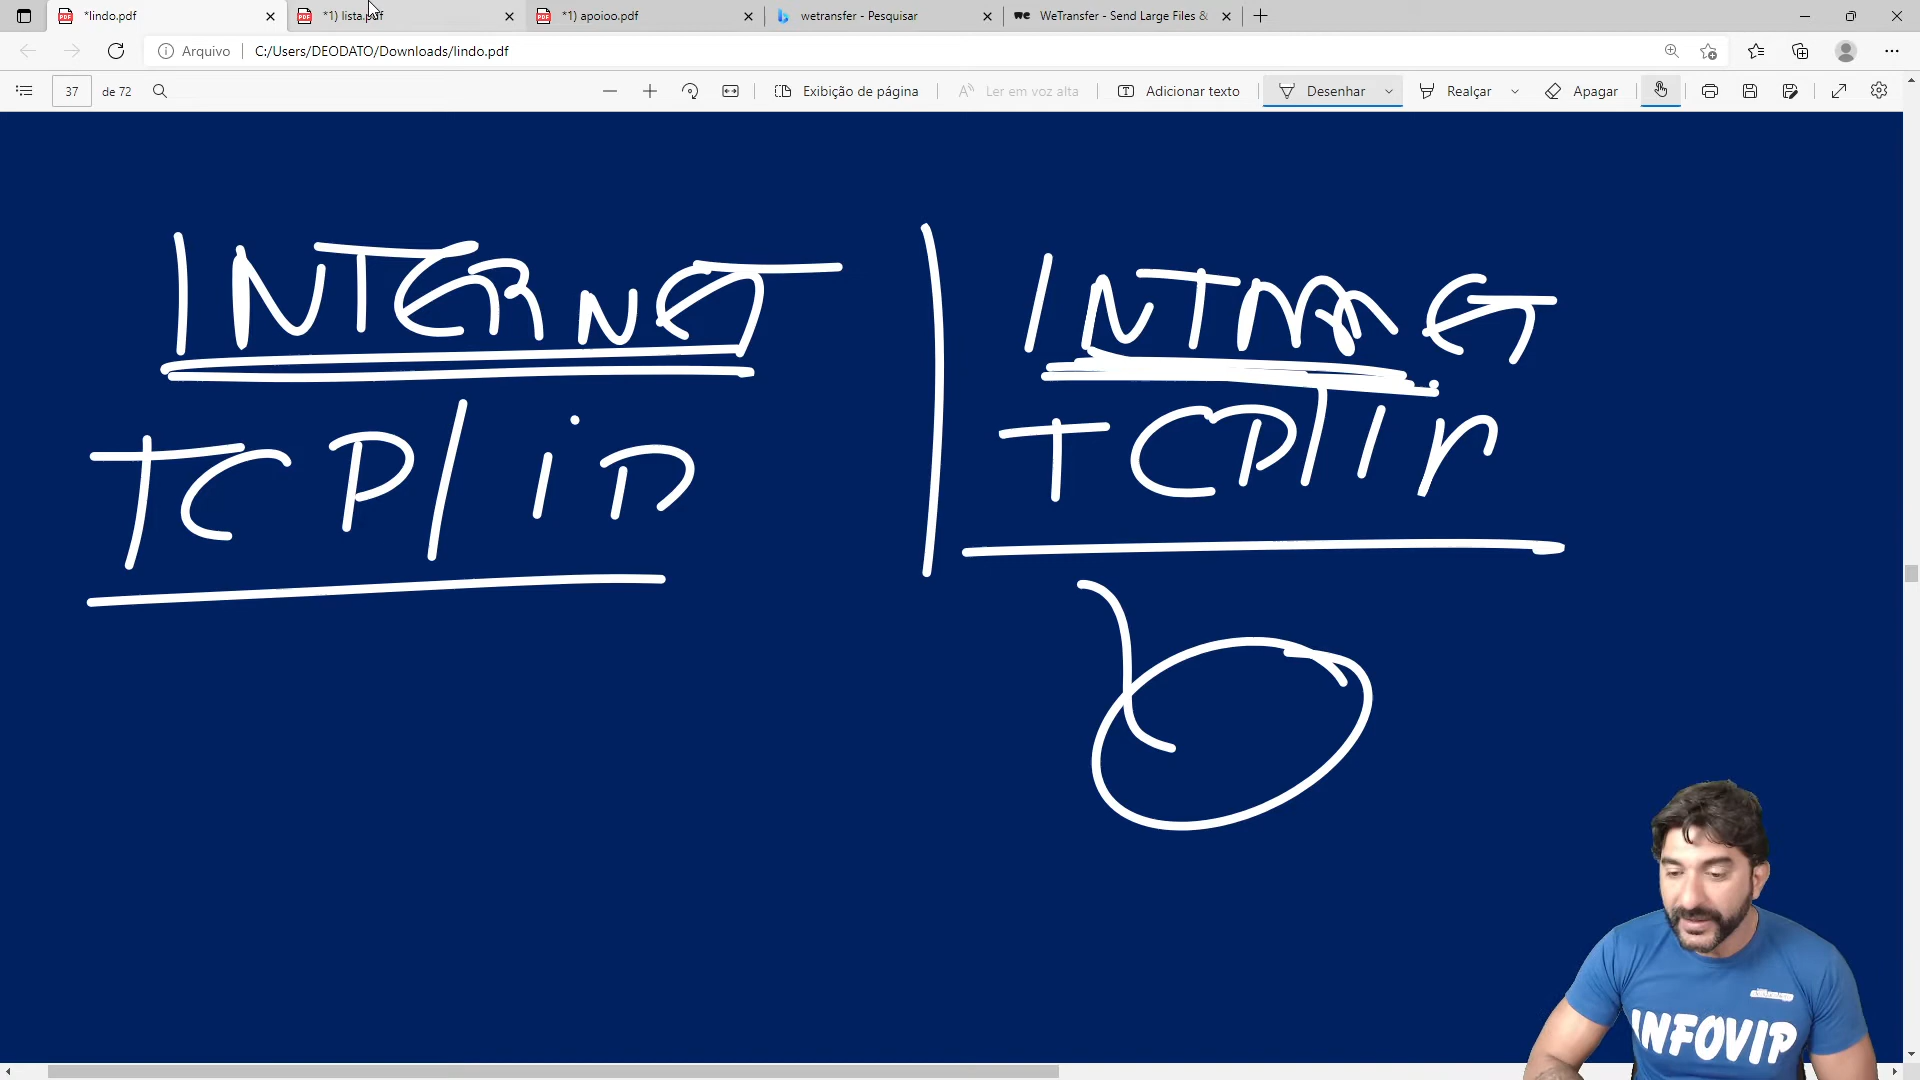 *lindo.pdf
*1) lista.pdf
*1) apoioo.pdf
wetransfer - Pesquisar
WeTransfer - Send Large Files &
Arquivo
C:/Users/DEODATO/Downloads/lindo.pdf
37
de 72
Exibição de página
Ler em voz alta
Adicionar texto
Desenhar
Realçar
Apagar
INTERNET
INTRANET
TCP/iP
TCP/IP
INFOVIP